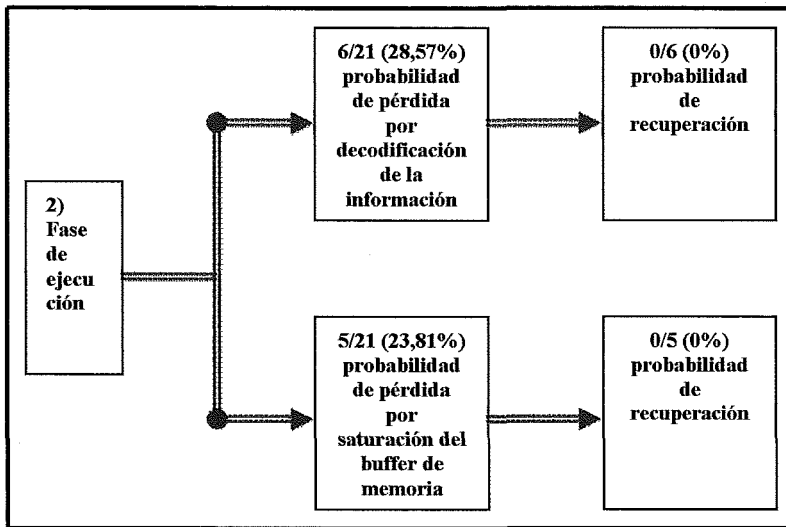 2)
Fase
de
ejecu
ción
6/21 (28,57%)
probabilidad
de pérdida
por
decodificación
de la
información
0/6 (0%)
probabilidad
de
recuperación
5/21 (23,81%)
probabilidad
de pérdida
por
saturación del
buffer de
memoria
0/5 (0%)
probabilidad
de
recuperación